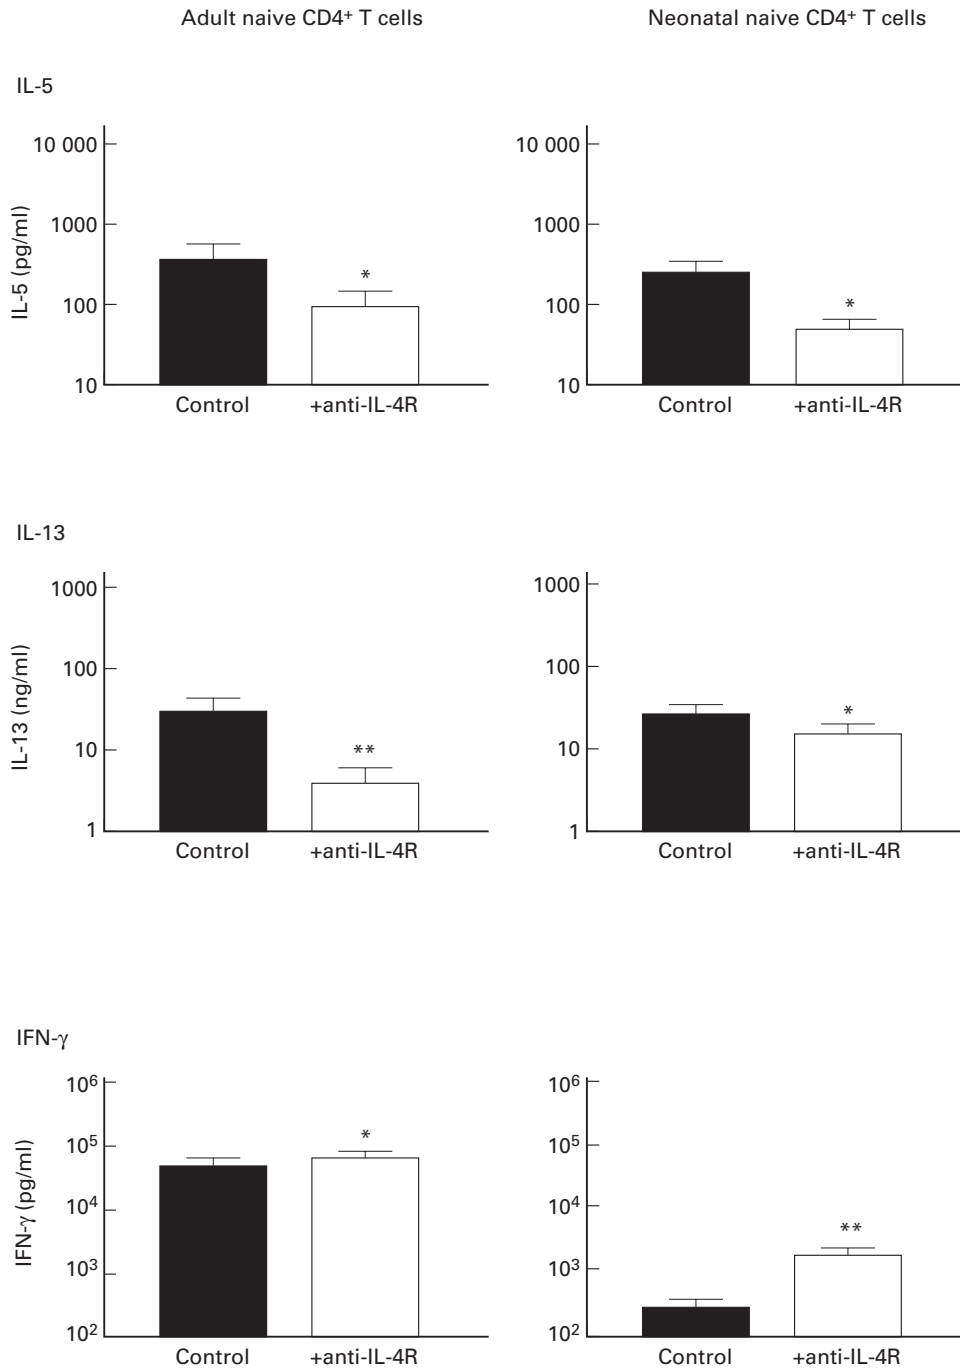 Adult naive CD4⁺ T cells
Neonatal naive CD4⁺ T cells
IL-5
IL-5 (pg/ml)
10 000
1000
100
10
*
Control
+anti-IL-4R
10 000
1000
100
10
*
Control
+anti-IL-4R
IL-13
IL-13 (ng/ml)
1000
100
10
1
**
Control
+anti-IL-4R
1000
100
10
1
*
Control
+anti-IL-4R
IFN-γ
IFN-γ (pg/ml)
10⁶
10⁵
10⁴
10³
10²
*
Control
+anti-IL-4R
10⁶
10⁵
10⁴
10³
10²
**
Control
+anti-IL-4R